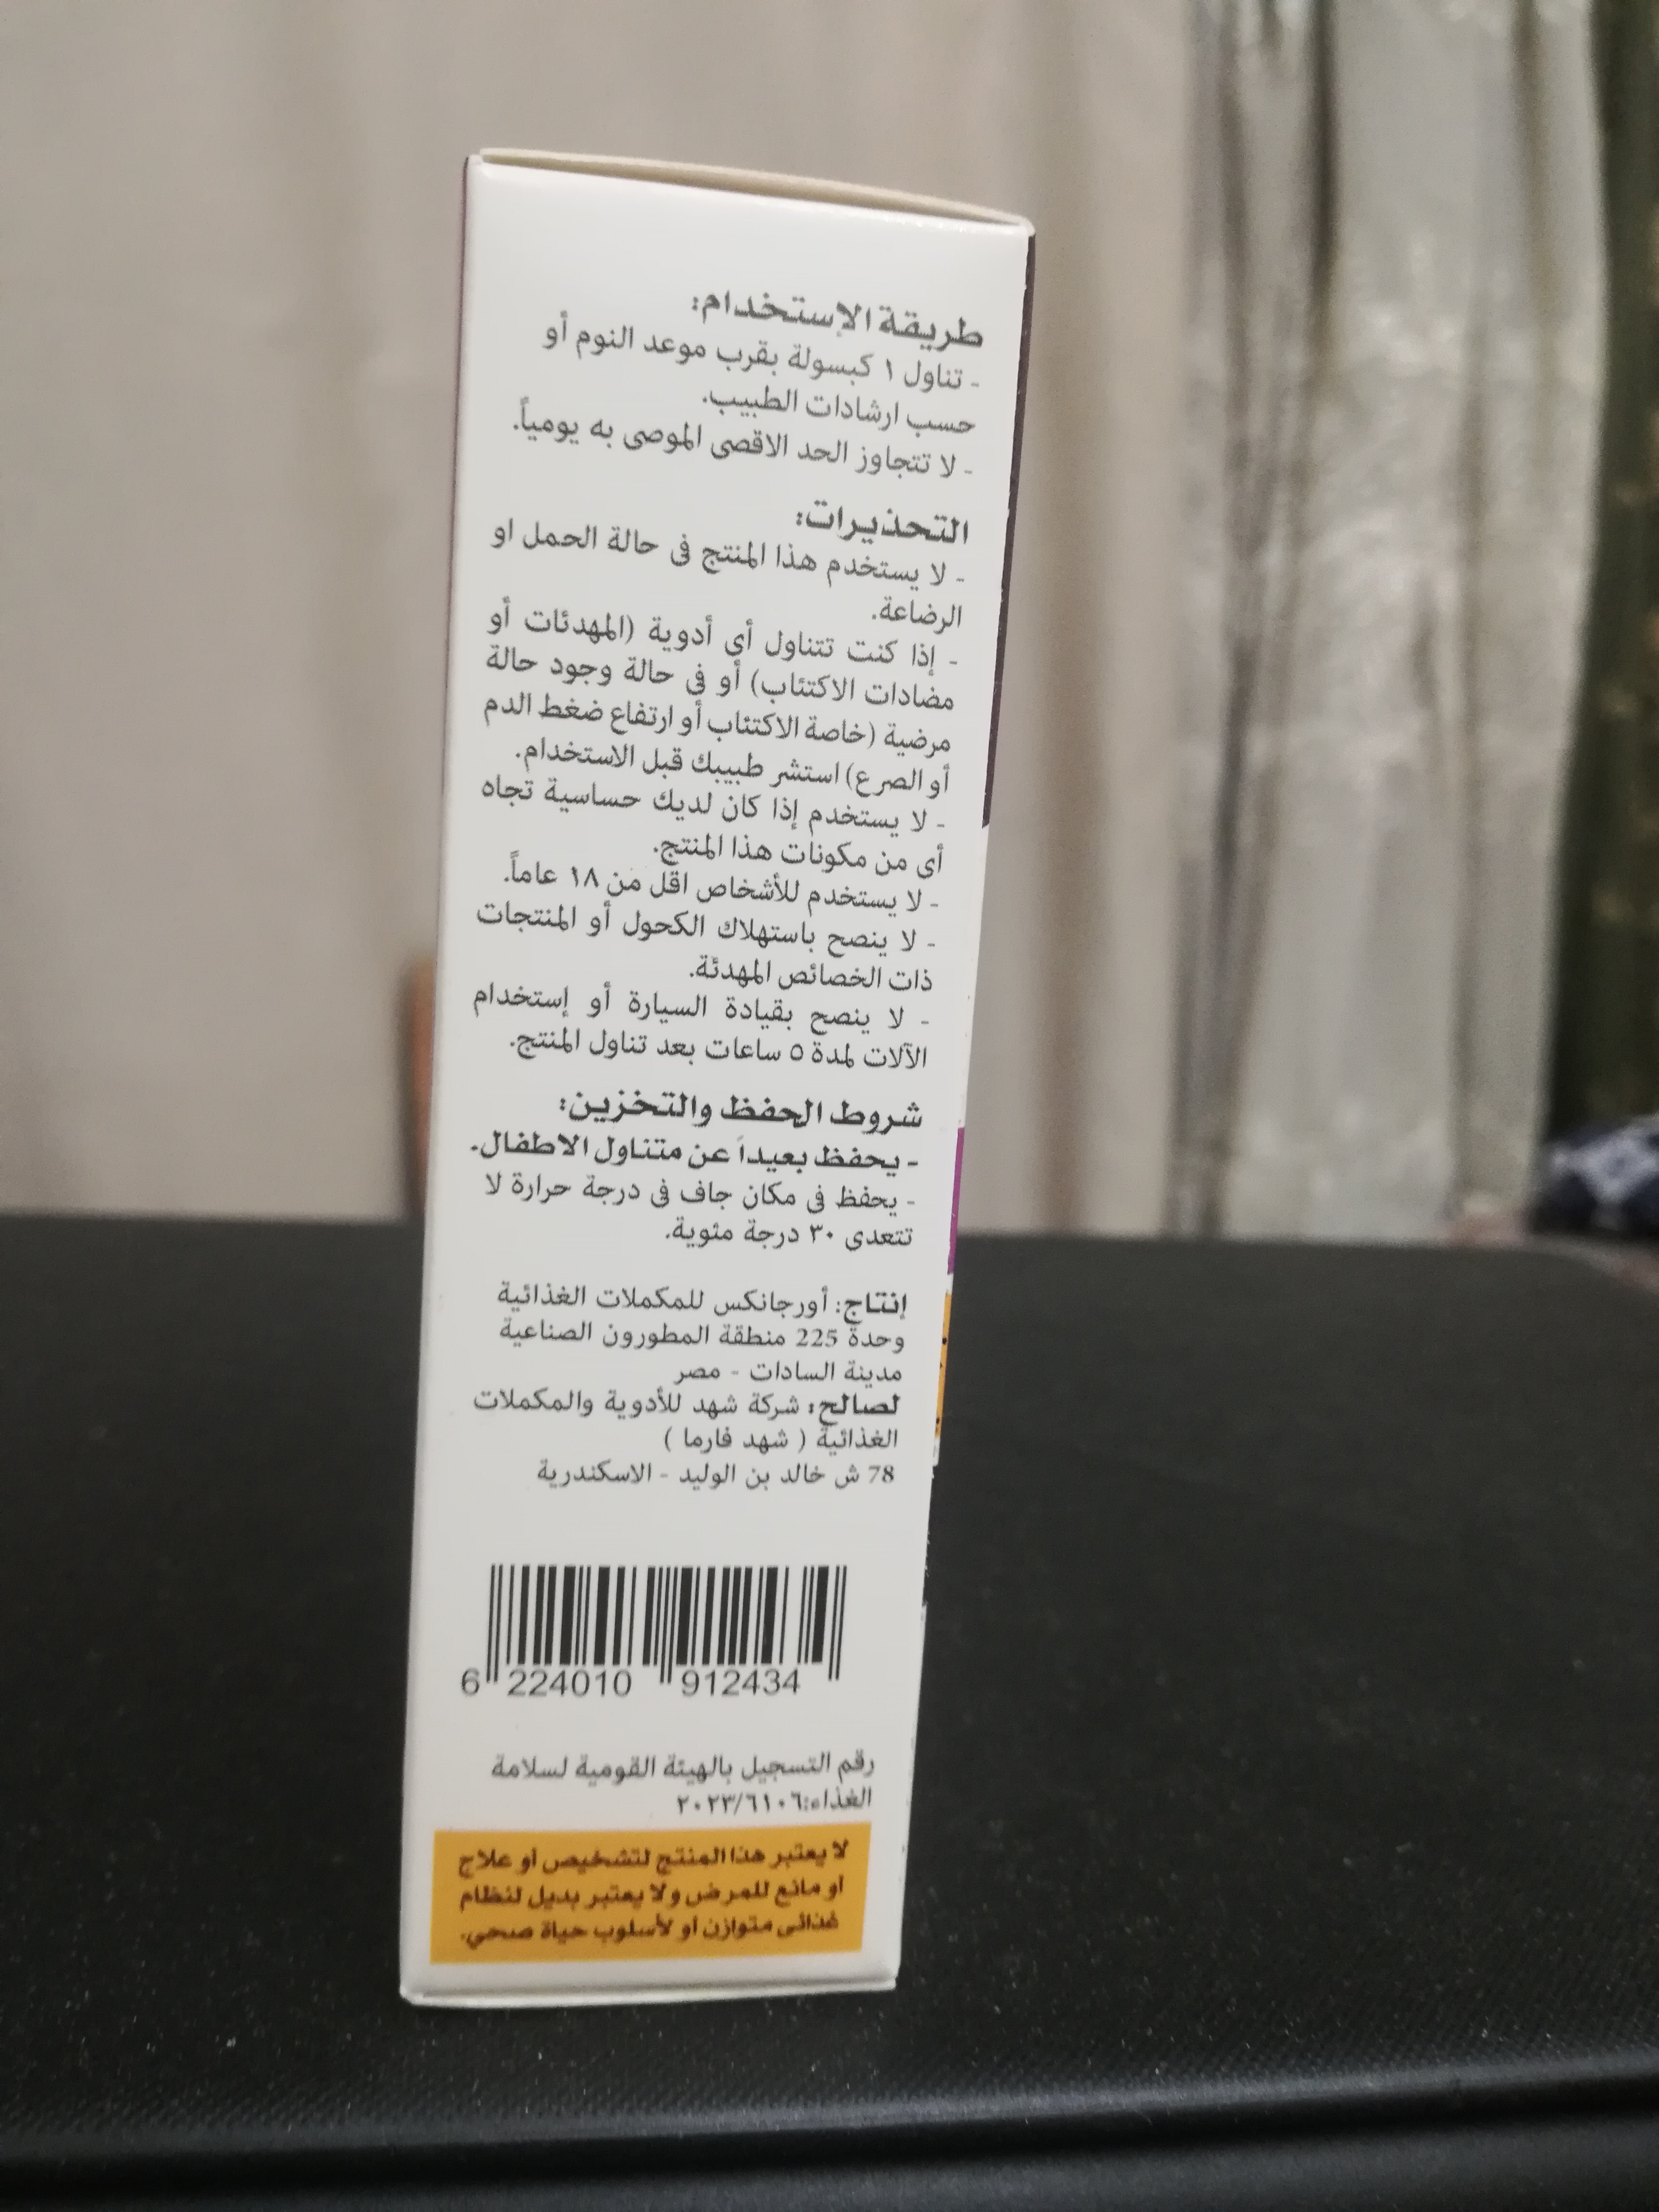 طريقة الإستخدام:
- تناول ١ كبسولة بقرب موعد النوم أو
حسب ارشادات الطبيب.
- لا تتجاوز الحد الاقصى الموصى به يومياً.
التحذيرات:
- لا يستخدم هذا المنتج فى حالة الحمل او
الرضاعة.
- إذا كنت تتناول أى أدوية (المهدئات أو
مضادات الاكتئاب) أو فى حالة وجود حالة
مرضية (خاصة الاكتئاب أو ارتفاع ضغط الدم
أو الصرع) استشر طبيبك قبل الاستخدام.
- لا يستخدم إذا كان لديك حساسية تجاه
أى من مكونات هذا المنتج.
- لا يستخدم للأشخاص اقل من ١٨ عاماً.
- لا ينصح باستهلاك الكحول أو المنتجات
ذات الخصائص المهدئة.
- لا ينصح بقيادة السيارة أو إستخدام
الآلات لمدة ٥ ساعات بعد تناول المنتج.
شروط الحفظ والتخزين:
- يحفظ بعيداً عن متناول الاطفال.
- يحفظ فى مكان جاف فى درجة حرارة لا
تتعدى ٣٠ درجة مئوية.
إنتاج: أورجانكس للمكملات الغذائية
وحدة 225 منطقة المطورون الصناعية
مدينة السادات - مصر
لصالح: شركة شهد للأدوية والمكملات
الغذائية ( شهد فارما )
78 ش خالد بن الوليد - الاسكندرية
6 224010 912434
رقم التسجيل بالهيئة القومية لسلامة
الغذاء:٢٠٢٣/٦١٠٦
لا يعتبر هذا المنتج لتشخيص او علاج
او مانع للمرض ولا يعتبر بديل لنظام
غذائى متوازن أو لأسلوب حياة صحي.